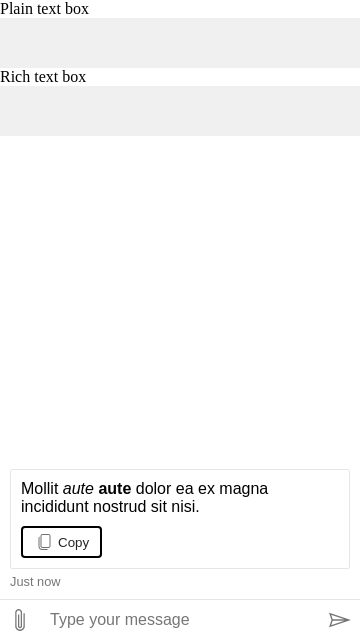 Plain text box
Rich text box
Mollit aute aute dolor ea ex magna
incididunt nostrud sit nisi.
Copy
Just now
Type your message